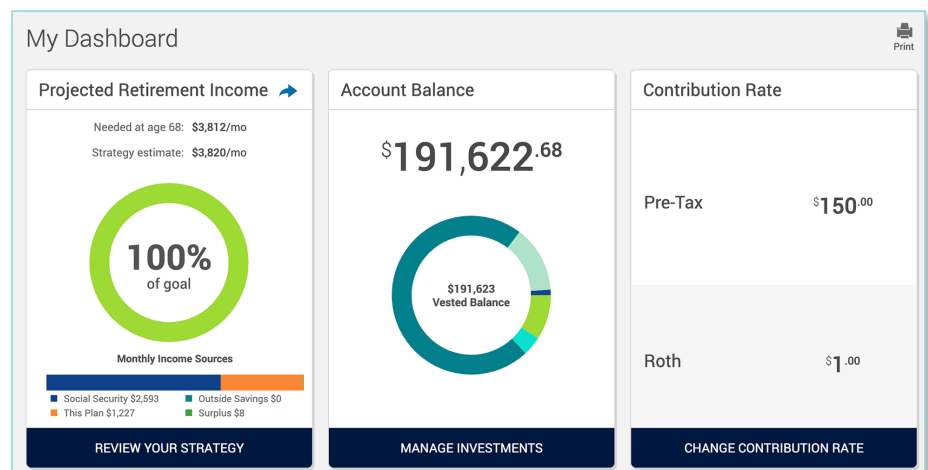 My Dashboard
Print
Projected Retirement Income
Needed at age 68: $3,812/mo
Strategy estimate: $3,820/mo
100%
of goal
Monthly Income Sources
Social Security $2,593
Outside Savings $0
This Plan $1,227
Surplus $8
REVIEW YOUR STRATEGY
Account Balance
$191,622.68
$191,623
Vested Balance
MANAGE INVESTMENTS
Contribution Rate
Pre-Tax $150.00
Roth $1.00
CHANGE CONTRIBUTION RATE